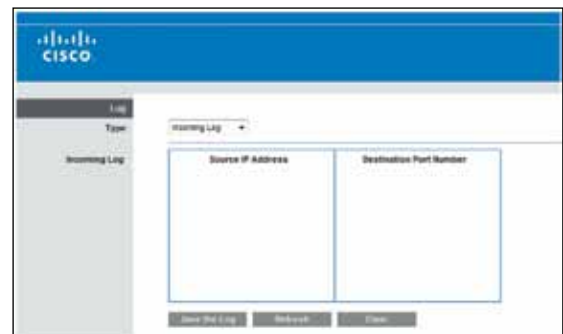 CISCO
Log
Type
Incoming Log
Incoming Log
Source IP Address
Destination Port Number
Save the Log
Refresh
Clear